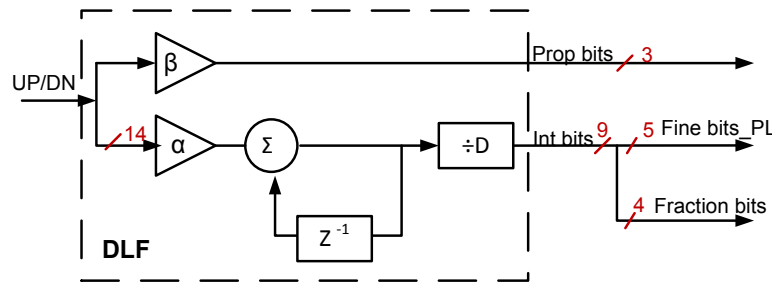 Prop bits
3
β
UP/DN
14
α
Σ
÷D
Int bits
9
5
Fine bits_PL
Z⁻¹
4
Fraction bits
DLF